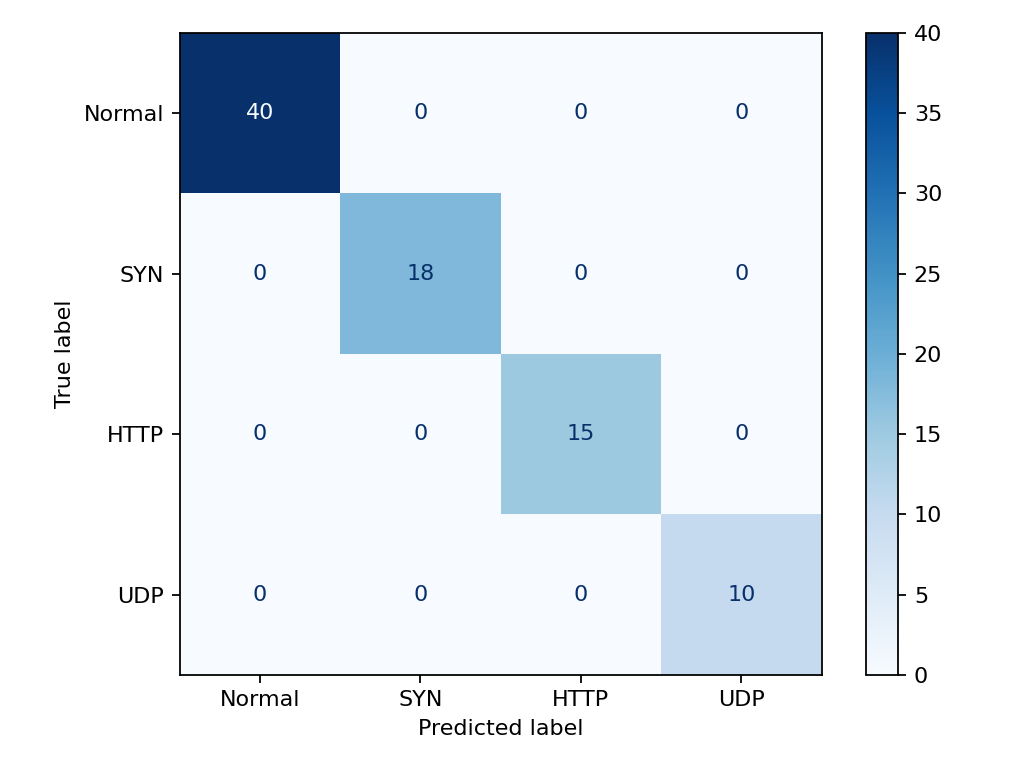 Normal 40 0 0 0
SYN 0 18 0 0
HTTP 0 0 15 0
UDP 0 0 0 10
Normal SYN HTTP UDP
Predicted label
True label
40
35
30
25
20
15
10
5
0